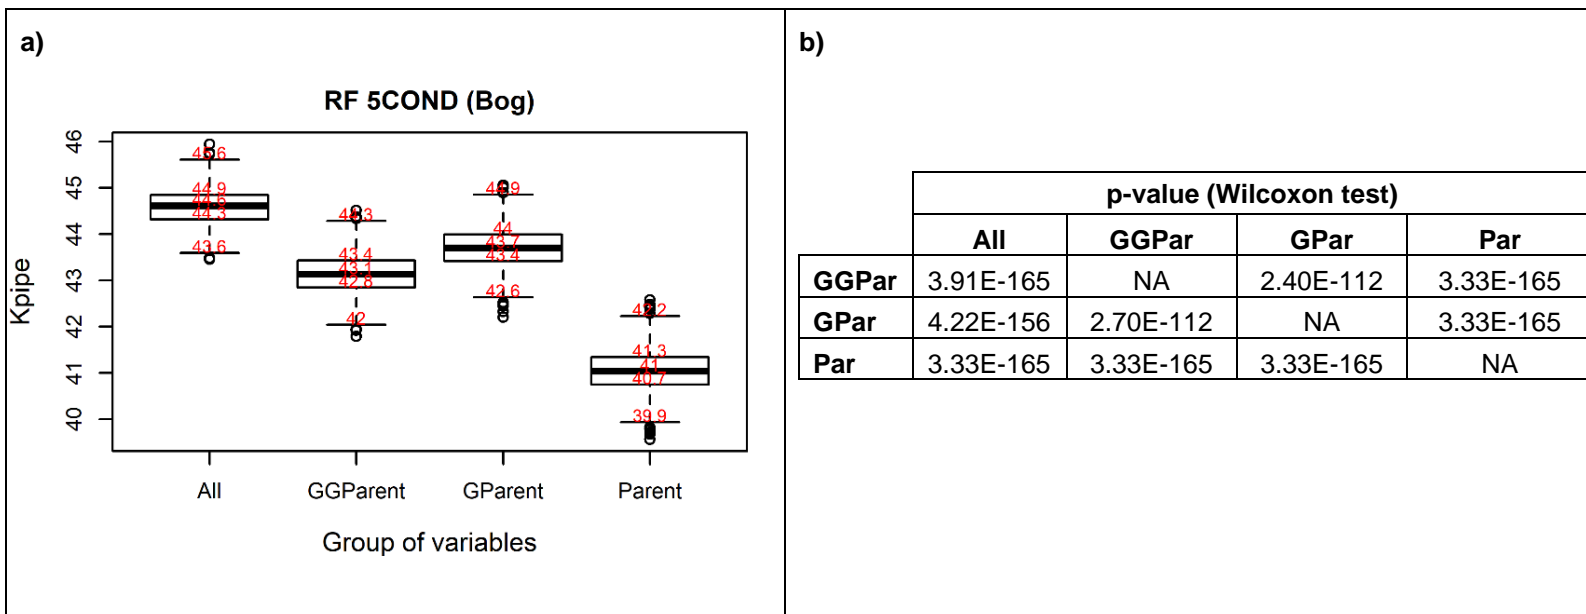 a)
RF 5COND (Bog)
Kpipe
46
45
44
43
42
41
40
45.6
44.9
44.6
44.3
43.6
44.3
43.4
43.1
42.8
42
44.9
44
43.7
43.4
42.6
42.2
41.3
41
40.7
39.9
All GGParent GParent Parent
Group of variables
b)
p-value (Wilcoxon test)
All GGPar GPar Par
GGPar 3.91E-165 NA 2.40E-112 3.33E-165
GPar 4.22E-156 2.70E-112 NA 3.33E-165
Par 3.33E-165 3.33E-165 3.33E-165 NA